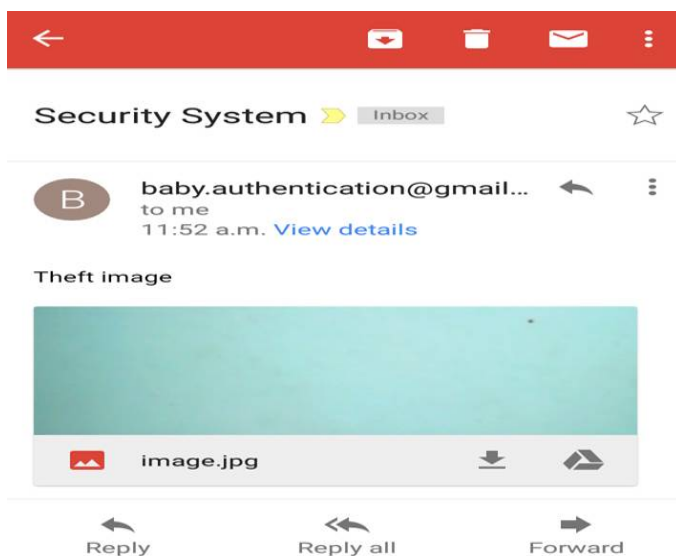 Security System Inbox
baby.authentication@gmail...
to me
11:52 a.m. View details
Theft image
image.jpg
Reply Reply all Forward